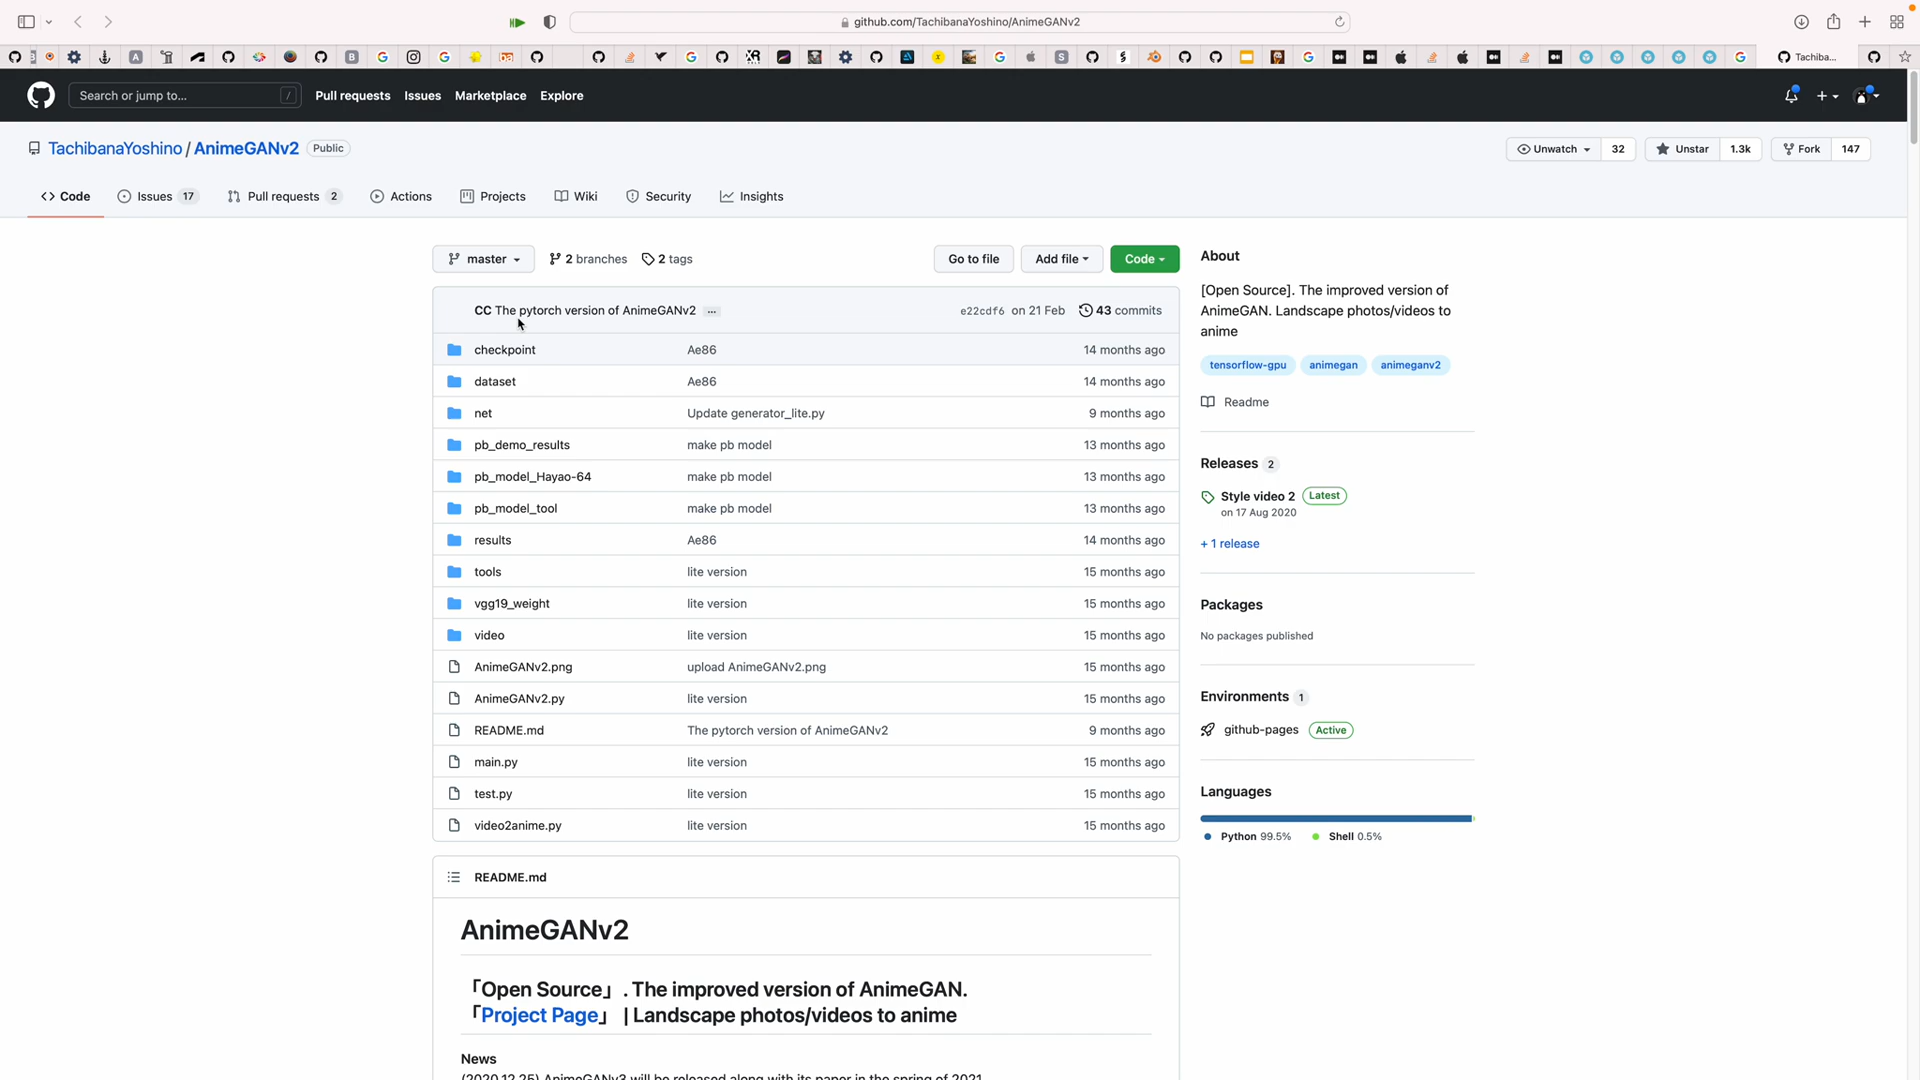 github.com/TachibanaYoshino/AnimeGANv2
Tachiba...
Search or jump to...
/
Pull requests
Issues
Marketplace
Explore
TachibanaYoshino / AnimeGANv2
Public
Unwatch
32
Unstar
1.3k
Fork
147
Code
Issues 17
Pull requests 2
Actions
Projects
Wiki
Security
Insights
master
2 branches
2 tags
Go to file
Add file
Code
CC The pytorch version of AnimeGANv2 ...
e22cdf6 on 21 Feb
43 commits
checkpoint Ae86 14 months ago
dataset Ae86 14 months ago
net Update generator_lite.py 9 months ago
pb_demo_results make pb model 13 months ago
pb_model_Hayao-64 make pb model 13 months ago
pb_model_tool make pb model 13 months ago
results Ae86 14 months ago
tools lite version 15 months ago
vgg19_weight lite version 15 months ago
video lite version 15 months ago
AnimeGANv2.png upload AnimeGANv2.png 15 months ago
AnimeGANv2.py lite version 15 months ago
README.md The pytorch version of AnimeGANv2 9 months ago
main.py lite version 15 months ago
test.py lite version 15 months ago
video2anime.py lite version 15 months ago
README.md
AnimeGANv2
「Open Source」. The improved version of AnimeGAN.
「Project Page」 | Landscape photos/videos to anime
News
(2020.12.25) AnimeGANv3 will be released along with its paper in the spring of 2021.
About
[Open Source]. The improved version of
AnimeGAN. Landscape photos/videos to
anime
tensorflow-gpu
animegan
animeganv2
Readme
Releases 2
Style video 2 Latest
on 17 Aug 2020
+ 1 release
Packages
No packages published
Environments 1
github-pages Active
Languages
Python 99.5%
Shell 0.5%